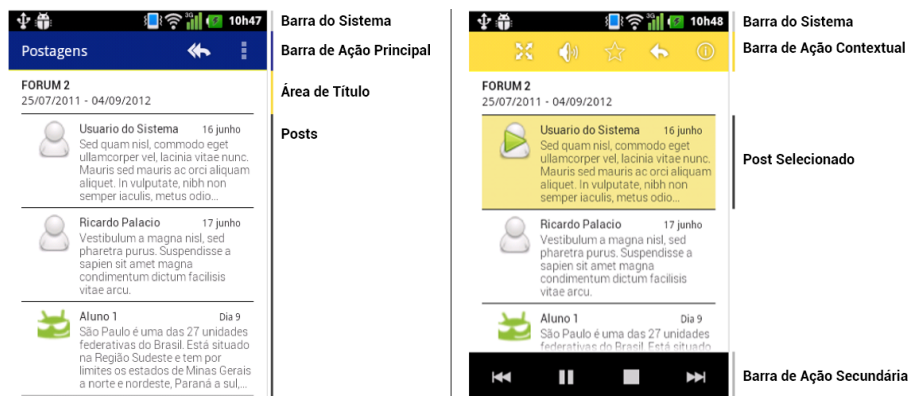 3G 10h47
Barra do Sistema
Postagens
Barra de Ação Principal
FORUM 2
25/07/2011 - 04/09/2012
Área de Título
Usuario do Sistema 16 junho
Sed quam nisl, commodo eget
ullamcorper vel, lacinia vitae nunc.
Mauris sed mauris ac orci aliquam
aliquet. In vulputate, nibh non
semper iaculis, metus odio...
Posts
Ricardo Palacio 17 junho
Vestibulum a magna nisl, sed
pharetra purus. Suspendisse a
sapien sit amet magna
condimentum dictum facilisis
vitae arcu.
Aluno 1 Dia 9
São Paulo é uma das 27 unidades
federativas do Brasil. Está situado
na Região Sudeste e tem por
limites os estados de Minas Gerais
a norte e nordeste, Paraná a sul,...
3G 10h48
Barra do Sistema
Barra de Ação Contextual
FORUM 2
25/07/2011 - 04/09/2012
Usuario do Sistema 16 junho
Sed quam nisl, commodo eget
ullamcorper vel, lacinia vitae nunc.
Mauris sed mauris ac orci aliquam
aliquet. In vulputate, nibh non
semper iaculis, metus odio...
Post Selecionado
Ricardo Palacio 17 junho
Vestibulum a magna nisl, sed
pharetra purus. Suspendisse a
sapien sit amet magna
condimentum dictum facilisis
vitae arcu.
Aluno 1 Dia 9
São Paulo é uma das 27 unidades
federativas do Brasil. Está situado
Barra de Ação Secundária